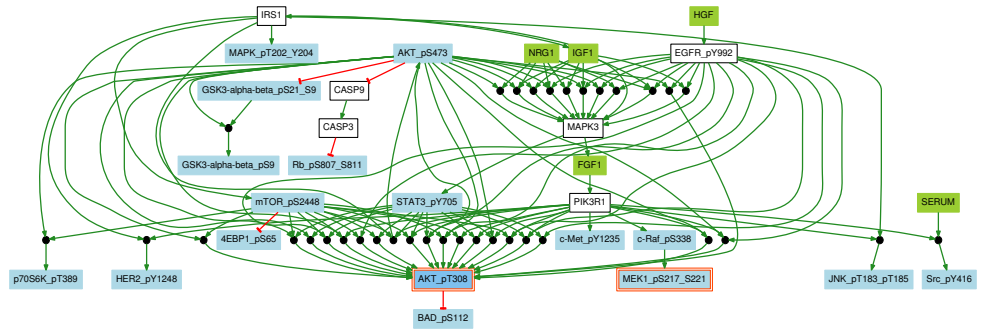 IRS1
HGF
MAPK_pT202_Y204
AKT_pS473
NRG1
IGF1
EGFR_pY992
GSK3-alpha-beta_pS21_S9
CASP9
CASP3
MAPK3
GSK3-alpha-beta_pS9
Rb_pS807_S811
FGF1
mTOR_pS2448
STAT3_pY705
PIK3R1
SERUM
4EBP1_pS65
c-Met_pY1235
c-Raf_pS338
p70S6K_pT389
HER2_pY1248
AKT_pT308
MEK1_pS217_S221
JNK_pT183_pT185
Src_pY416
BAD_pS112